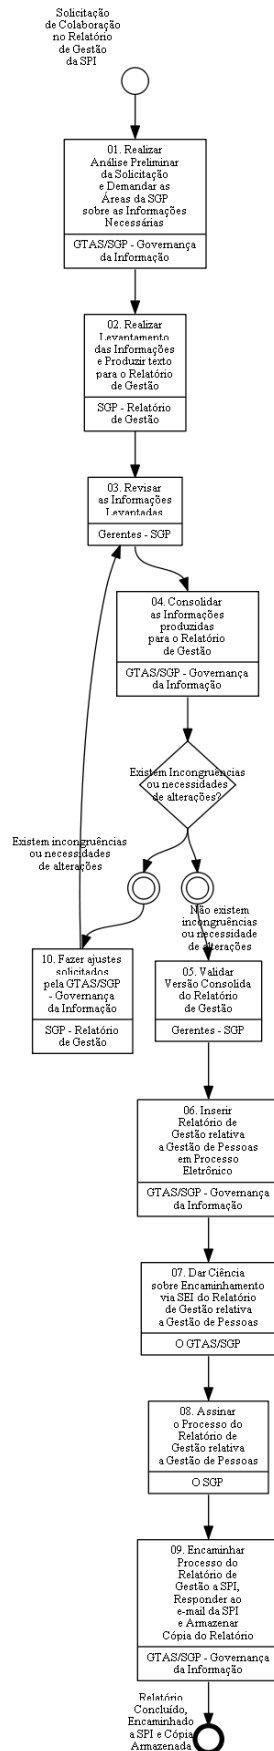 Solicitação
de Colaboração
no Relatório
de Gestão
da SPI
01. Realizar
Análise Preliminar
da Solicitação
e Demandar as
Áreas da SGP
sobre as Informações
Necessárias
GTAS/SGP - Governança
da Informação
02. Realizar
Levantamento
das Informações
e Produzir texto
para o Relatório
de Gestão
SGP - Relatório
de Gestão
03. Revisar
as Informações
Levantadas
Gerentes - SGP
04. Consolidar
as Informações
produzidas
para o Relatório
de Gestão
GTAS/SGP - Governança
da Informação
Existem Incongruências
ou necessidades
de alterações?
Existem incongruências
ou necessidades
de alterações
Não existem
incongruências
ou necessidade
de alterações
10. Fazer ajustes
solicitados
pela GTAS/SGP
- Governança
da Informação
SGP - Relatório
de Gestão
05. Validar
Versão Consolida
do Relatório
de Gestão
Gerentes - SGP
06. Inserir
Relatório de
Gestão relativa
a Gestão de Pessoas
em Processo
Eletrônico
GTAS/SGP - Governança
da Informação
07. Dar Ciência
sobre Encaminhamento
via SEI do Relatório
de Gestão relativa
a Gestão de Pessoas
O GTAS/SGP
08. Assinar
o Processo do
Relatório de
Gestão relativa
a Gestão de Pessoas
O SGP
09. Encaminhar
Processo do
Relatório de
Gestão a SPI,
Responder ao
e-mail da SPI
e Armazenar
Cópia do Relatório
GTAS/SGP - Governança
da Informação
Relatório
Concluído,
Encaminhado
a SPI e Cópia
Armazenada